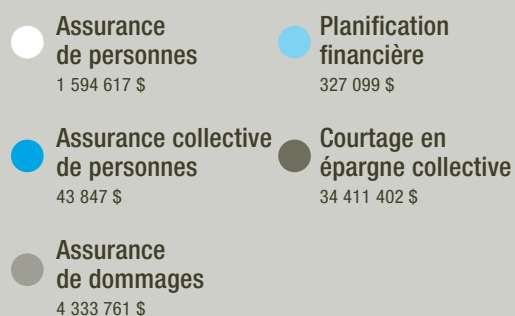 Assurance
de personnes
1 594 617 $
Planification
financière
327 099 $
Assurance collective
de personnes
43 847 $
Courtage en
épargne collective
34 411 402 $
Assurance
de dommages
4 333 761 $